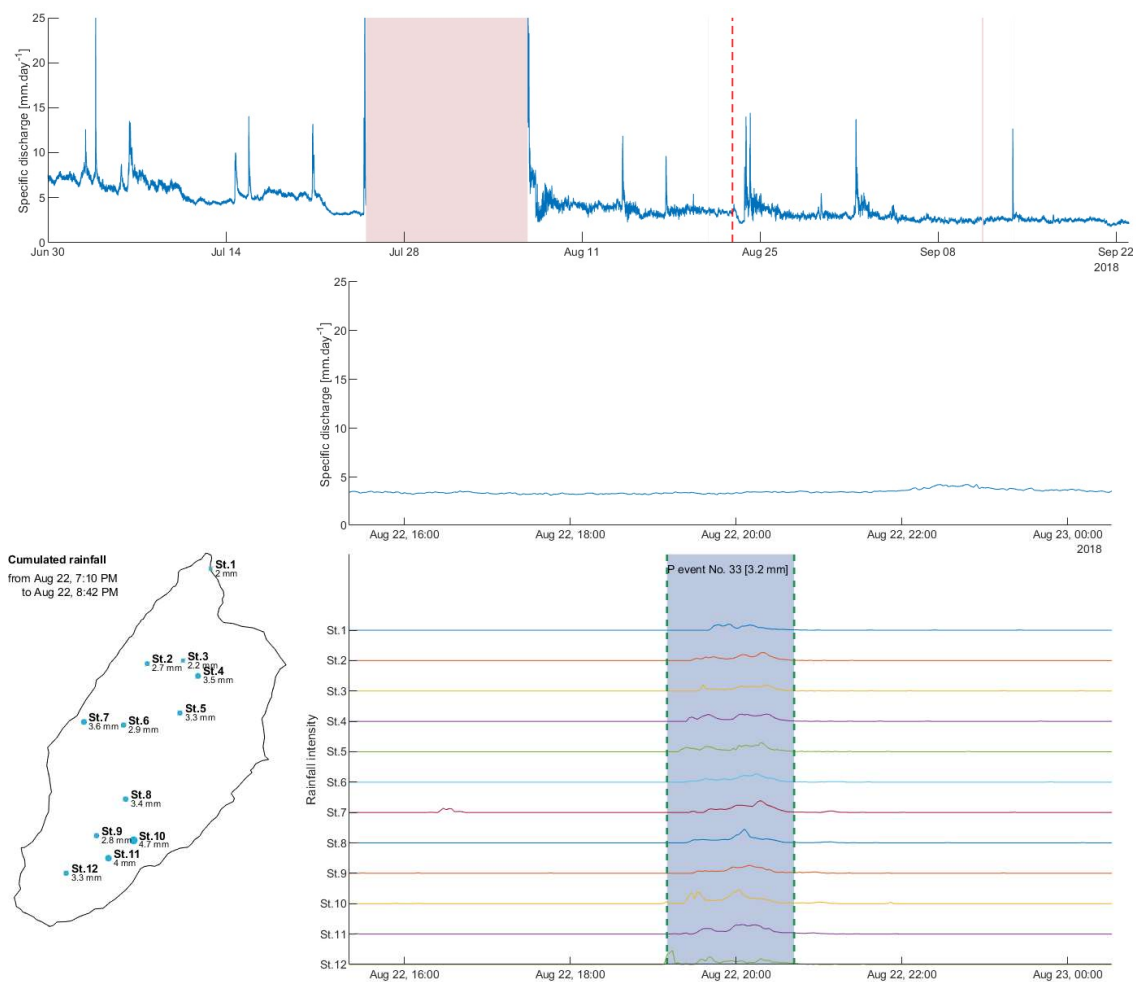 25
20
15
10
5
0
Specific discharge [mm.day⁻¹]
Jun 30
Jul 14
Jul 28
Aug 11
Aug 25
Sep 08
Sep 22
2018
25
20
15
10
5
0
Specific discharge [mm.day⁻¹]
Aug 22, 16:00
Aug 22, 18:00
Aug 22, 20:00
Aug 22, 22:00
Aug 23, 00:00
2018
Cumulated rainfall
from Aug 22, 7:10 PM
to Aug 22, 8:42 PM
St.1
2 mm
St.2
2.7 mm
St.3
2.2 mm
St.4
3.5 mm
St.5
3.3 mm
St.7
3.6 mm
St.6
2.9 mm
St.8
3.4 mm
St.9
2.8 mm
St.10
4.7 mm
St.11
4 mm
St.12
3.3 mm
P event No. 33 [3.2 mm]
Rainfall intensity
St.1
St.2
St.3
St.4
St.5
St.6
St.7
St.8
St.9
St.10
St.11
St.12
Aug 22, 16:00
Aug 22, 18:00
Aug 22, 20:00
Aug 22, 22:00
Aug 23, 00:00